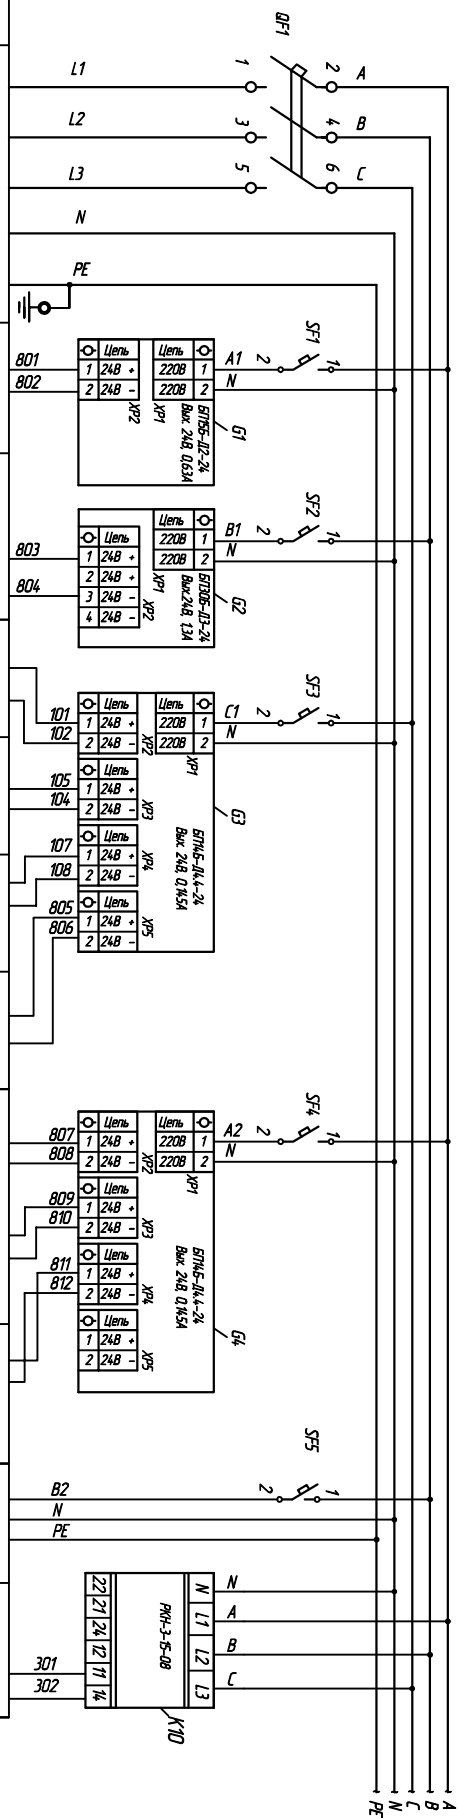 QF1
L1 1 2 A
L2 3 4 B
L3 5 6 C
N
PE
SF1
801 Цепь Цепь A1 2 1
802 1 24В + 220В 1 N
2 24В - 220В 2
XP2 XP1
БП15Б-Д2-24
Вых. 24В, 0,63А
G1
SF2
Цепь B1 2 1
803 Цепь 220В 1 N
1 24В + 220В 2
2 24В +
804 3 24В -
4 24В -
XP2 XP1
БП30Б-Д3-24
Вых.24В, 1,3А
G2
SF3
101 Цепь Цепь C1 2 1
102 1 24В + 220В 1 N
2 24В - 220В 2
XP2 XP1
105 Цепь
104 1 24В +
2 24В -
XP3
G3
107 Цепь
108 1 24В +
2 24В -
XP4
БП14Б-Д4.4-24
Вых. 24В, 0,145А
805 Цепь
806 1 24В +
2 24В -
XP5
SF4
807 Цепь Цепь A2 2 1
808 1 24В + 220В 1 N
2 24В - 220В 2
XP2 XP1
809 Цепь
810 1 24В +
2 24В -
XP3
811 Цепь
812 1 24В +
2 24В -
XP4
БП14Б-Д4.4-24
Вых. 24В, 0,145А
G4
Цепь
1 24В +
2 24В -
XP5
SF5
B2 2 1
N
PE
22 21 24 12 11 14
РКН-3-15-08
N L1 L2 L3
N
A
B
C
301
302
K10
PE N C B A